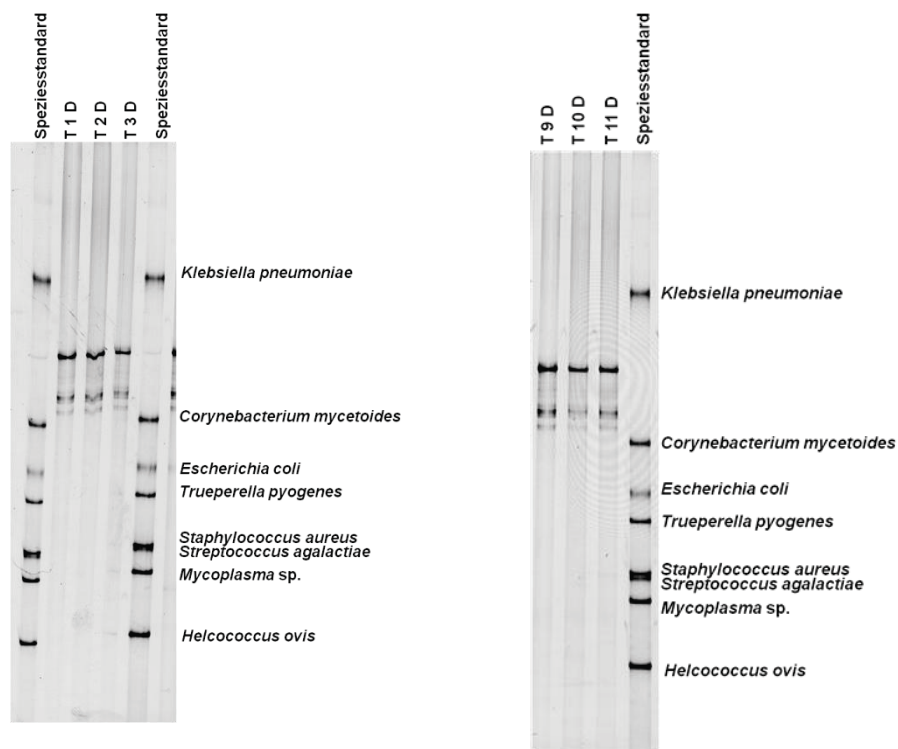 Speziesstandard
T 1 D
T 2 D
T 3 D
Speziesstandard
Klebsiella pneumoniae
Corynebacterium mycetoides
Escherichia coli
Trueperella pyogenes
Staphylococcus aureus
Streptococcus agalactiae
Mycoplasma sp.
Helcococcus ovis
T 9 D
T 10 D
T 11 D
Speziesstandard
Klebsiella pneumoniae
Corynebacterium mycetoides
Escherichia coli
Trueperella pyogenes
Staphylococcus aureus
Streptococcus agalactiae
Mycoplasma sp.
Helcococcus ovis